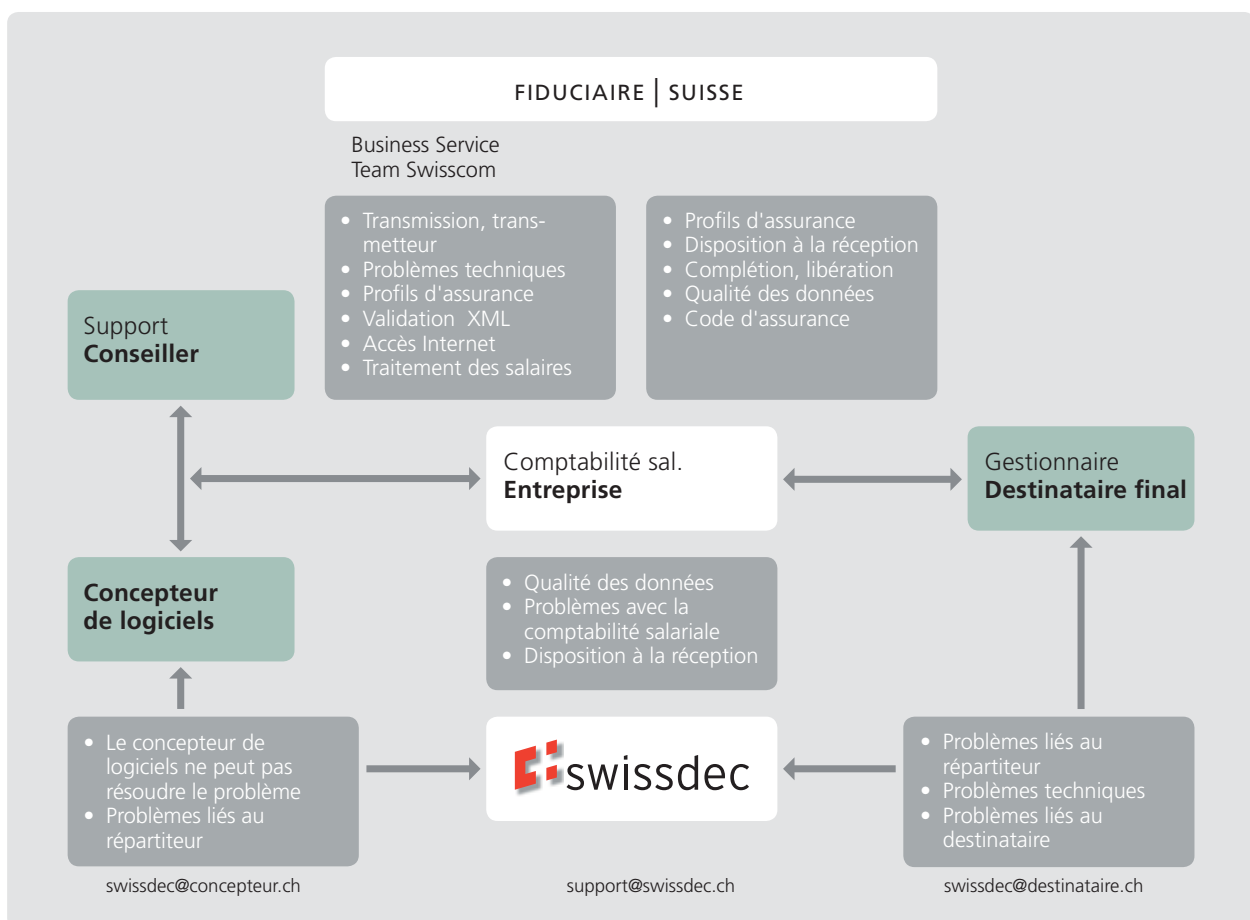 FIDUCIAIRE | SUISSE
Business Service
Team Swisscom
• Transmission, trans-
metteur
• Problèmes techniques
• Profils d'assurance
• Validation XML
• Accès Internet
• Traitement des salaires
• Profils d'assurance
• Disposition à la réception
• Complétion, libération
• Qualité des données
• Code d'assurance
Support
Conseiller
Comptabilité sal.
Entreprise
Gestionnaire
Destinataire final
Concepteur
de logiciels
• Qualité des données
• Problèmes avec la
comptabilité salariale
• Disposition à la réception
• Le concepteur de
logiciels ne peut pas
résoudre le problème
• Problèmes liés au
répartiteur
swissdec
• Problèmes liés au
répartiteur
• Problèmes techniques
• Problèmes liés au
destinataire
swissdec@concepteur.ch
support@swissdec.ch
swissdec@destinataire.ch